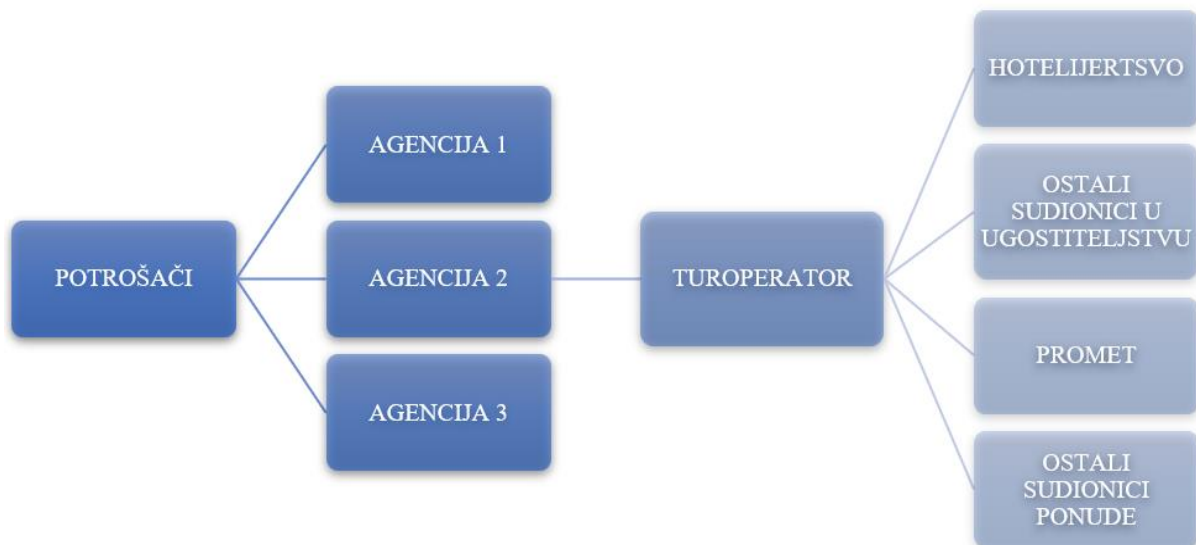 POTROŠAČI
AGENCIJA 1
AGENCIJA 2
AGENCIJA 3
TUROPERATOR
HOTELIJERTSVO
OSTALI
SUDIONICI U
UGOSTITELJSTVU
PROMET
OSTALI
SUDIONICI
PONUDE